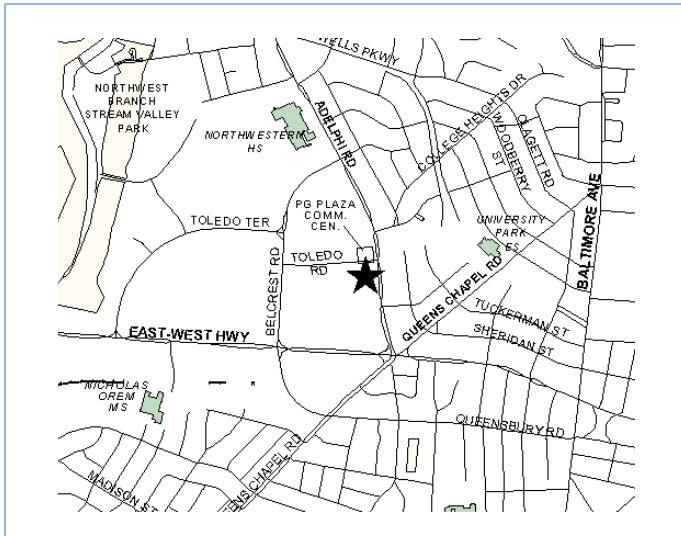 WELLS PKWY
NORTHWEST
BRANCH
STREAM VALLEY
PARK
NORTHWESTERN
HS
ADELPHI RD
COLLEGE HEIGHTS DR
WOODBERRY
ST
CLAGETT RD
BALTIMORE AVE
PG PLAZA
COMM.
CEN.
UNIVERSITY
PARK
ES
TOLEDO TER
TOLEDO
RD
BELCREST RD
QUEENS CHAPEL RD
TUCKERMAN ST
SHERIDAN ST
EAST-WEST HWY
NICHOLAS
OREM
MS
QUEENSBURY RD
MADISON ST
ENS CHAPEL RD